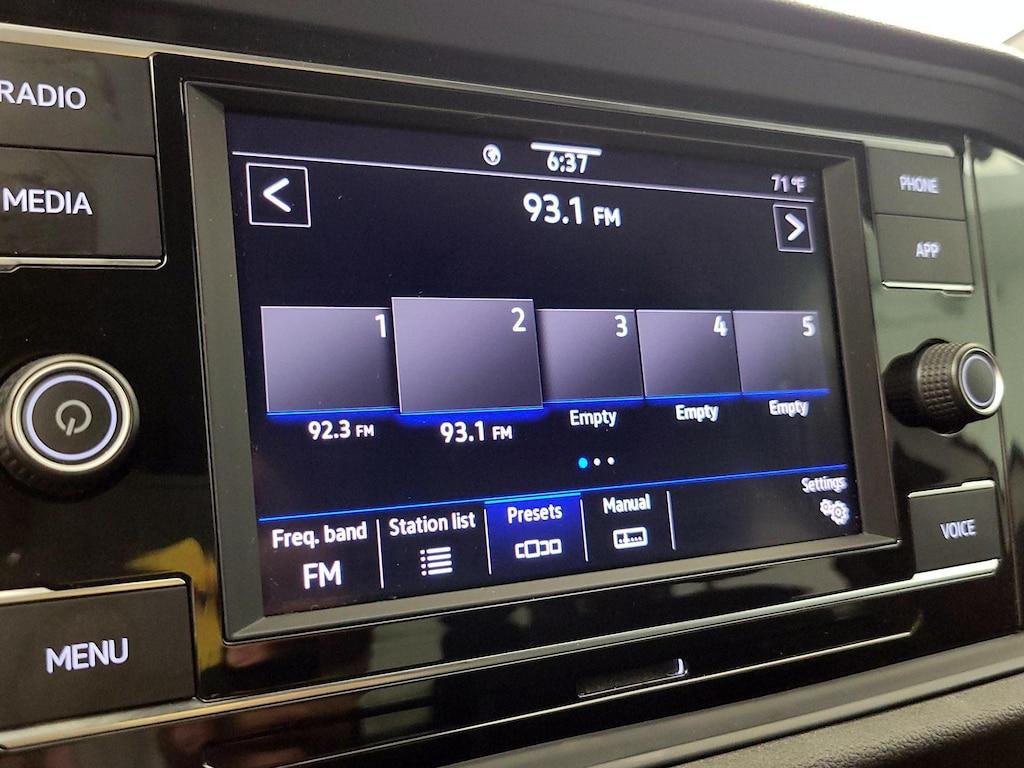 RADIO
MEDIA
MENU
6:37
71°F
93.1 FM
1
2
3
4
5
92.3 FM
93.1 FM
Empty
Empty
Empty
Freq. band
FM
Station list
Presets
Manual
Settings
PHONE
APP
VOICE